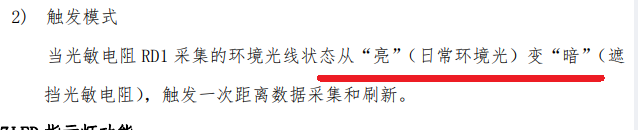 2） 触发模式
当光敏电阻 RD1 采集的环境光线状态从“亮”（日常环境光）变“暗”（遮
挡光敏电阻），触发一次距离数据采集和刷新。